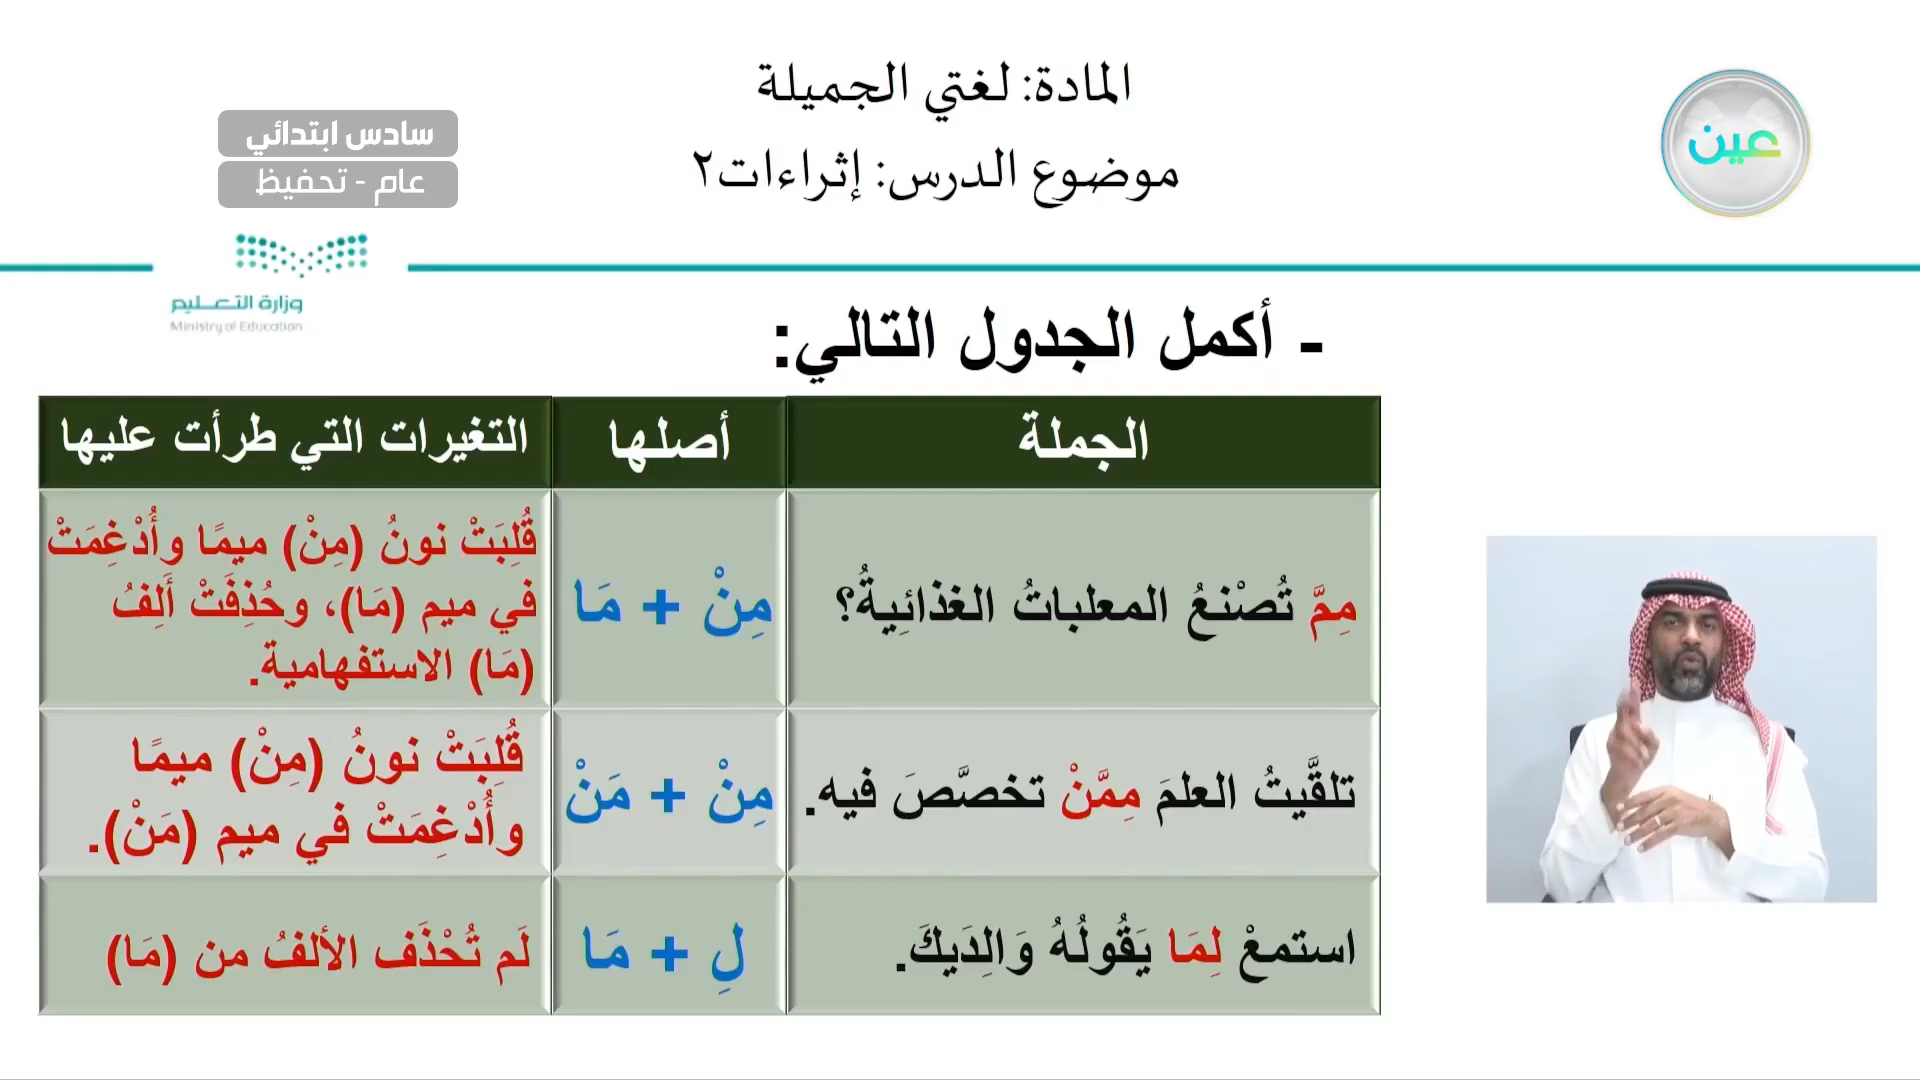 المادة: لغتي الجميلة
موضوع الدرس: إثراءات٢
عين
سادس ابتدائي
عام - تحفيظ
وزارة التعليم
Ministry of Education
- أكمل الجدول التالي:
الجملة
أصلها
التغيرات التي طرأت عليها
مِمَّ تُصْنعُ المعلباتُ الغذائِيةُ؟
مِنْ + مَا
قُلِبَتْ نونُ (مِنْ) ميمًا وأُدْغِمَتْ
في ميم (مَا)، وحُذِفَتْ أَلِفُ
(مَا) الاستفهامية.
تلقَّيتُ العلمَ مِمَّنْ تخصَّصَ فيه.
مِنْ + مَنْ
قُلِبَتْ نونُ (مِنْ) ميمًا
وأُدْغِمَتْ في ميم (مَنْ).
استمعْ لِمَا يَقُولُهُ وَالِدَيكَ.
لِ + مَا
لَم تُحْذَف الألفُ من (مَا)